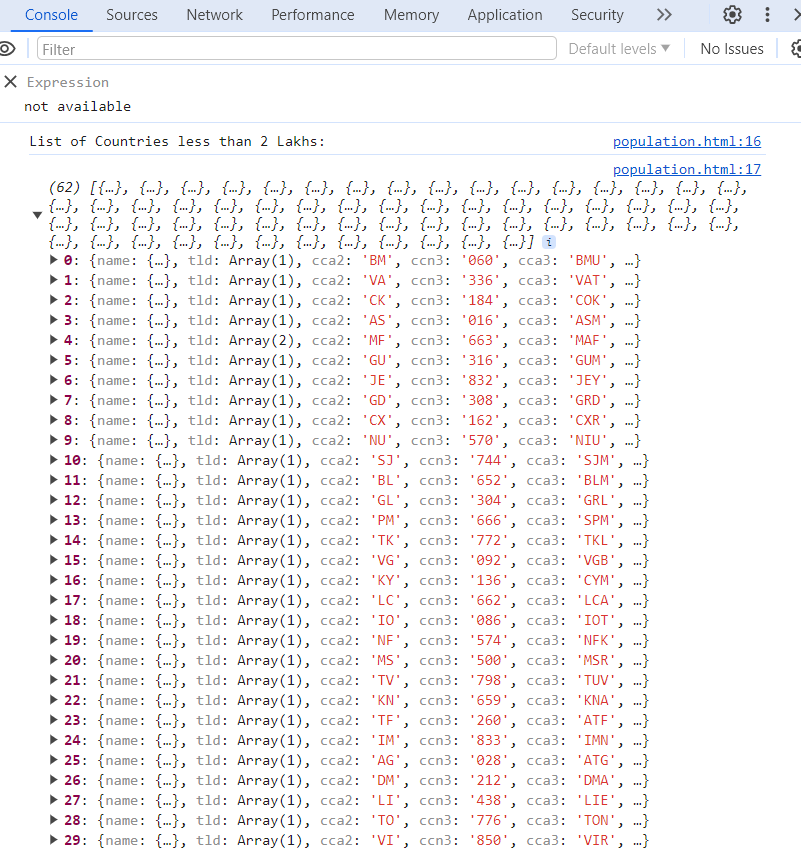 Console Sources Network Performance Memory Application Security
Filter Default levels ▼ No Issues
Expression
not available
List of Countries less than 2 Lakhs: population.html:16
population.html:17
(62) [{…}, {…}, {…}, {…}, {…}, {…}, {…}, {…}, {…}, {…}, {…}, {…}, {…}, {…}, {…}, {…},
{…}, {…}, {…}, {…}, {…}, {…}, {…}, {…}, {…}, {…}, {…}, {…}, {…}, {…}, {…}, {…}, {…},
{…}, {…}, {…}, {…}, {…}, {…}, {…}, {…}, {…}, {…}, {…}, {…}, {…}, {…}, {…}, {…}, {…},
{…}, {…}, {…}, {…}, {…}, {…}, {…}, {…}, {…}, {…}, {…}, {…}] i
0: {name: {…}, tld: Array(1), cca2: 'BM', ccn3: '060', cca3: 'BMU', …}
1: {name: {…}, tld: Array(1), cca2: 'VA', ccn3: '336', cca3: 'VAT', …}
2: {name: {…}, tld: Array(1), cca2: 'CK', ccn3: '184', cca3: 'COK', …}
3: {name: {…}, tld: Array(1), cca2: 'AS', ccn3: '016', cca3: 'ASM', …}
4: {name: {…}, tld: Array(2), cca2: 'MF', ccn3: '663', cca3: 'MAF', …}
5: {name: {…}, tld: Array(1), cca2: 'GU', ccn3: '316', cca3: 'GUM', …}
6: {name: {…}, tld: Array(1), cca2: 'JE', ccn3: '832', cca3: 'JEY', …}
7: {name: {…}, tld: Array(1), cca2: 'GD', ccn3: '308', cca3: 'GRD', …}
8: {name: {…}, tld: Array(1), cca2: 'CX', ccn3: '162', cca3: 'CXR', …}
9: {name: {…}, tld: Array(1), cca2: 'NU', ccn3: '570', cca3: 'NIU', …}
10: {name: {…}, tld: Array(1), cca2: 'SJ', ccn3: '744', cca3: 'SJM', …}
11: {name: {…}, tld: Array(1), cca2: 'BL', ccn3: '652', cca3: 'BLM', …}
12: {name: {…}, tld: Array(1), cca2: 'GL', ccn3: '304', cca3: 'GRL', …}
13: {name: {…}, tld: Array(1), cca2: 'PM', ccn3: '666', cca3: 'SPM', …}
14: {name: {…}, tld: Array(1), cca2: 'TK', ccn3: '772', cca3: 'TKL', …}
15: {name: {…}, tld: Array(1), cca2: 'VG', ccn3: '092', cca3: 'VGB', …}
16: {name: {…}, tld: Array(1), cca2: 'KY', ccn3: '136', cca3: 'CYM', …}
17: {name: {…}, tld: Array(1), cca2: 'LC', ccn3: '662', cca3: 'LCA', …}
18: {name: {…}, tld: Array(1), cca2: 'IO', ccn3: '086', cca3: 'IOT', …}
19: {name: {…}, tld: Array(1), cca2: 'NF', ccn3: '574', cca3: 'NFK', …}
20: {name: {…}, tld: Array(1), cca2: 'MS', ccn3: '500', cca3: 'MSR', …}
21: {name: {…}, tld: Array(1), cca2: 'TV', ccn3: '798', cca3: 'TUV', …}
22: {name: {…}, tld: Array(1), cca2: 'KN', ccn3: '659', cca3: 'KNA', …}
23: {name: {…}, tld: Array(1), cca2: 'TF', ccn3: '260', cca3: 'ATF', …}
24: {name: {…}, tld: Array(1), cca2: 'IM', ccn3: '833', cca3: 'IMN', …}
25: {name: {…}, tld: Array(1), cca2: 'AG', ccn3: '028', cca3: 'ATG', …}
26: {name: {…}, tld: Array(1), cca2: 'DM', ccn3: '212', cca3: 'DMA', …}
27: {name: {…}, tld: Array(1), cca2: 'LI', ccn3: '438', cca3: 'LIE', …}
28: {name: {…}, tld: Array(1), cca2: 'TO', ccn3: '776', cca3: 'TON', …}
29: {name: {…}, tld: Array(1), cca2: 'VI', ccn3: '850', cca3: 'VIR', …}